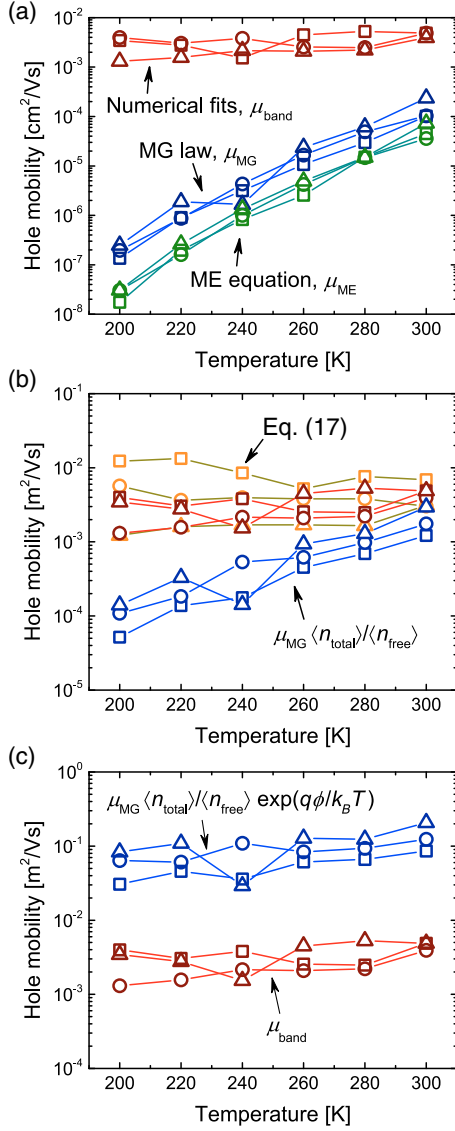 (a)
10⁻²
10⁻³
10⁻⁴
10⁻⁵
10⁻⁶
10⁻⁷
10⁻⁸
Hole mobility [cm²/Vs]
Numerical fits, μband
MG law, μMG
ME equation, μME
200 220 240 260 280 300
Temperature [K]
(b)
10⁻¹
10⁻²
10⁻³
10⁻⁴
10⁻⁵
Hole mobility [m²/Vs]
Eq. (17)
μMG ⟨ntotal⟩/⟨nfree⟩
200 220 240 260 280 300
Temperature [K]
(c)
10⁰
10⁻¹
10⁻²
10⁻³
10⁻⁴
Hole mobility [m²/Vs]
μMG ⟨ntotal⟩/⟨nfree⟩ exp(qϕ/kBT)
μband
200 220 240 260 280 300
Temperature [K]